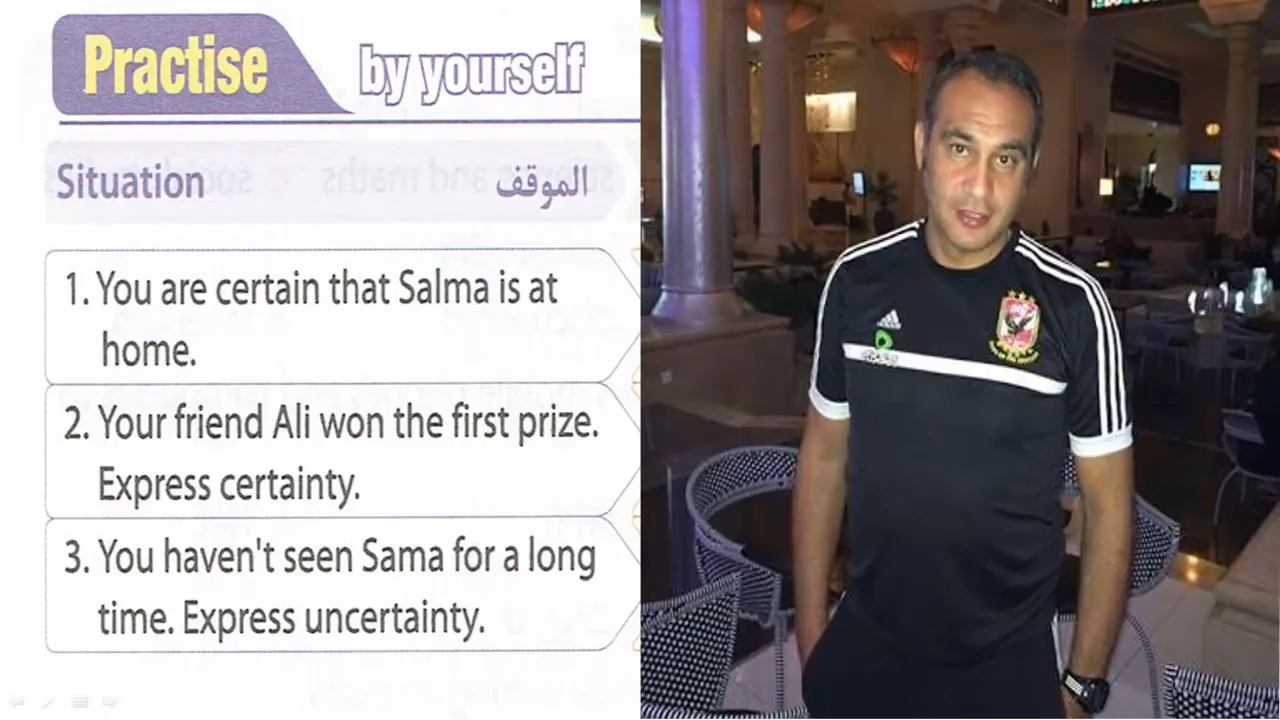 Practise by yourself
Situation الموقف
1. You are certain that Salma is at
home.
2. Your friend Ali won the first prize.
Express certainty.
3. You haven't seen Sama for a long
time. Express uncertainty.
adidas